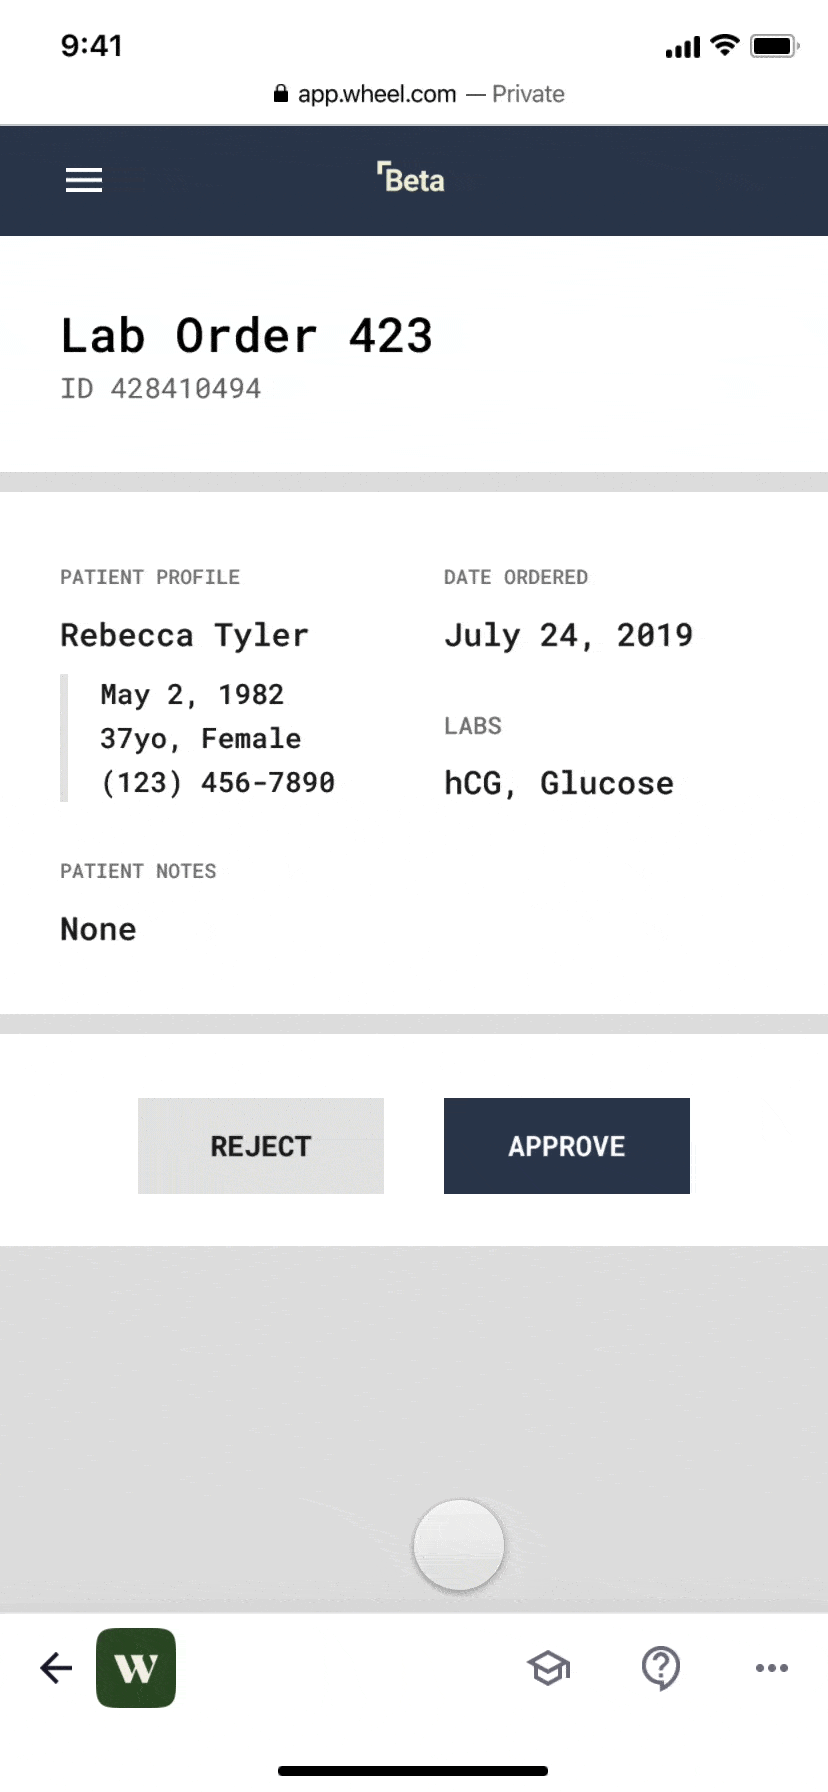 9:41
app.wheel.com — Private
Beta
Lab Order 423
ID 428410494
PATIENT PROFILE
Rebecca Tyler
May 2, 1982
37yo, Female
(123) 456-7890
DATE ORDERED
July 24, 2019
LABS
hCG, Glucose
PATIENT NOTES
None
REJECT
APPROVE
W